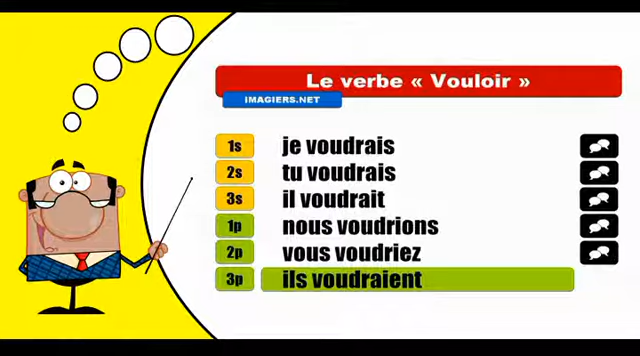 Le verbe « Vouloir »
IMAGIERS.NET
1s je voudrais
2s tu voudrais
3s il voudrait
1p nous voudrions
2p vous voudriez
3p ils voudraient